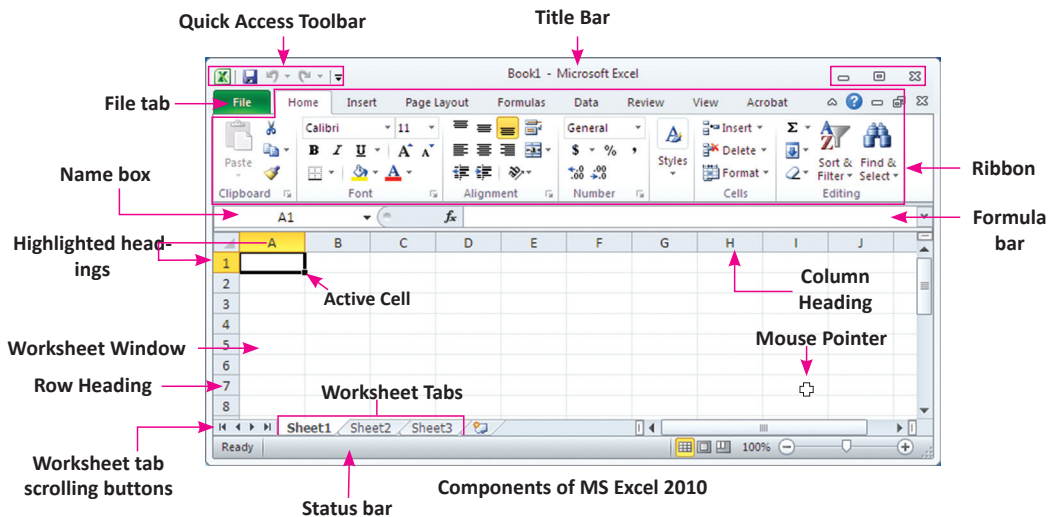 Quick Access Toolbar
Title Bar
Book1 - Microsoft Excel
File tab
File Home Insert Page Layout Formulas Data Review View Acrobat
Calibri 11 General Insert Σ
Paste B I U A A $ % , Styles Delete Sort & Filter Find & Select
A .00 .0 .00 Format
Clipboard Font Alignment Number Cells Editing
Ribbon
Name box
A1 fx
Formula
bar
Highlighted head-
ings
A B C D E F G H I J
1
2
3
4
5
6
7
8
Active Cell
Column
Heading
Mouse Pointer
Worksheet Window
Row Heading
Worksheet Tabs
Sheet1 Sheet2 Sheet3
Ready 100%
Worksheet tab
scrolling buttons
Status bar
Components of MS Excel 2010